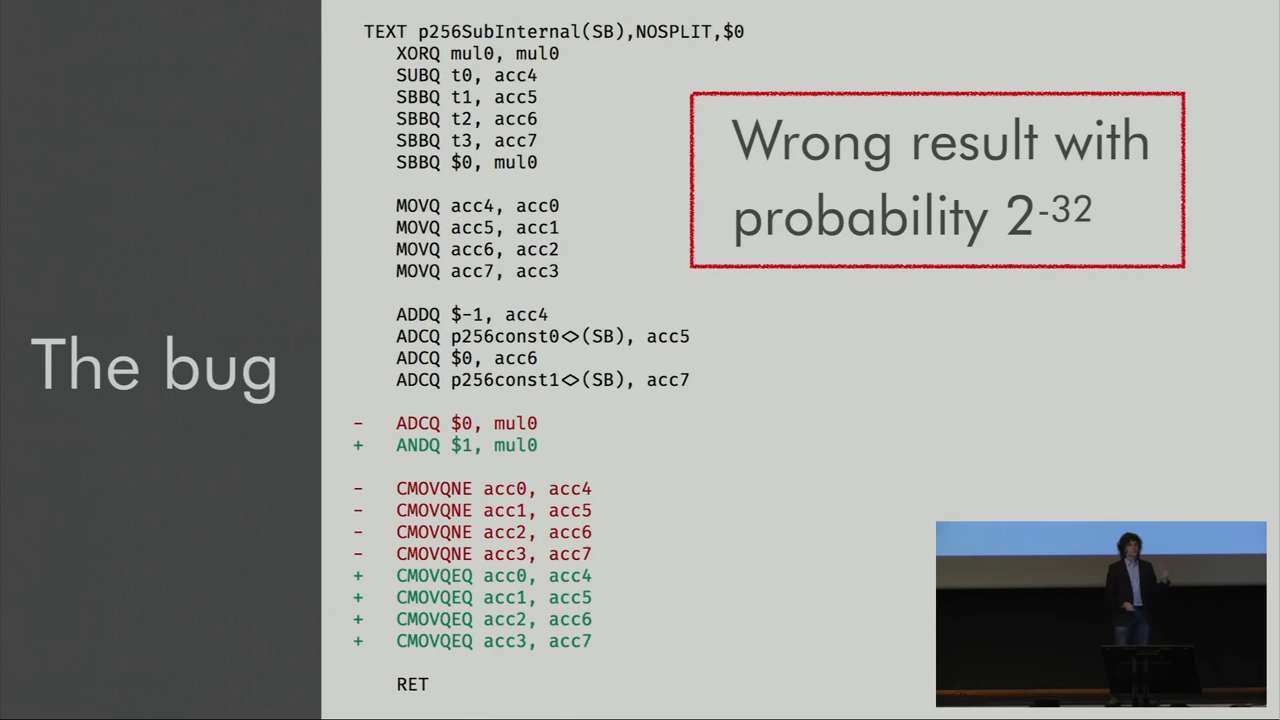 The bug
TEXT p256SubInternal(SB),NOSPLIT,$0
XORQ mul0, mul0
SUBQ t0, acc4
SBBQ t1, acc5
SBBQ t2, acc6
SBBQ t3, acc7
SBBQ $0, mul0
MOVQ acc4, acc0
MOVQ acc5, acc1
MOVQ acc6, acc2
MOVQ acc7, acc3
ADDQ $-1, acc4
ADCQ p256const0<>(SB), acc5
ADCQ $0, acc6
ADCQ p256const1<>(SB), acc7
- ADCQ $0, mul0
+ ANDQ $1, mul0
- CMOVQNE acc0, acc4
- CMOVQNE acc1, acc5
- CMOVQNE acc2, acc6
- CMOVQNE acc3, acc7
+ CMOVQEQ acc0, acc4
+ CMOVQEQ acc1, acc5
+ CMOVQEQ acc2, acc6
+ CMOVQEQ acc3, acc7
RET
Wrong result with
probability 2⁻³²